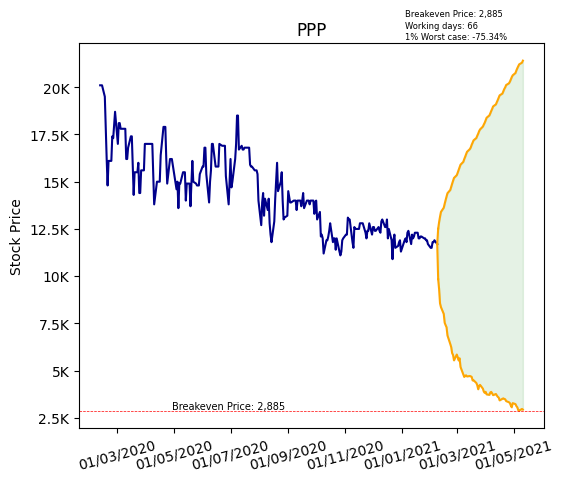 Breakeven Price: 2,885
Working days: 66
1% Worst case: -75.34%
PPP
Stock Price
20K
17.5K
15K
12.5K
10K
7.5K
5K
2.5K
Breakeven Price: 2,885
01/03/2020
01/05/2020
01/07/2020
01/09/2020
01/11/2020
01/01/2021
01/03/2021
01/05/2021